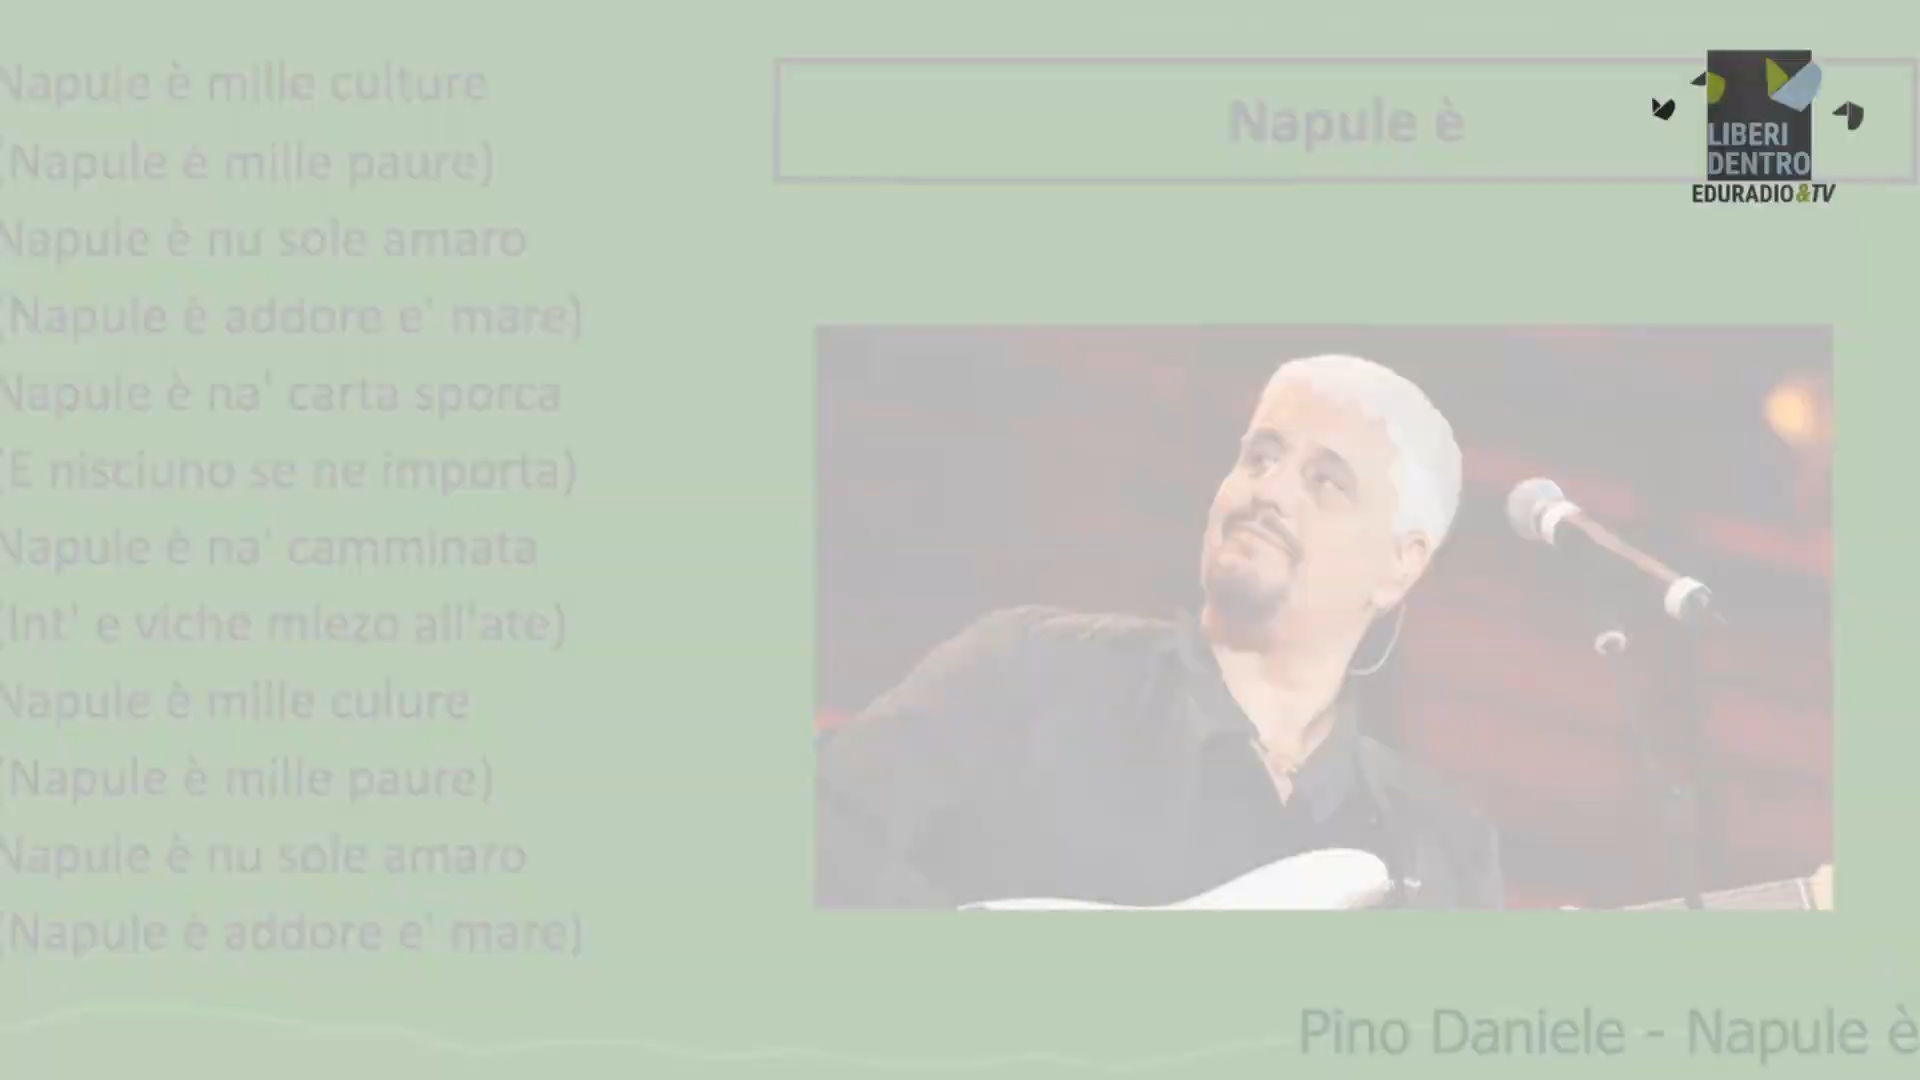 Napule è mille culture
(Napule è mille paure)
Napule è nu sole amaro
(Napule è addore e' mare)
Napule è na' carta sporca
(E nisciuno se ne importa)
Napule è na' camminata
(Int' e viche miezo all'ate)
Napule è mille culure
(Napule è mille paure)
Napule è nu sole amaro
(Napule è addore e' mare)
Napule è
LIBERI
DENTRO
EDURADIO&TV
Pino Daniele - Napule è